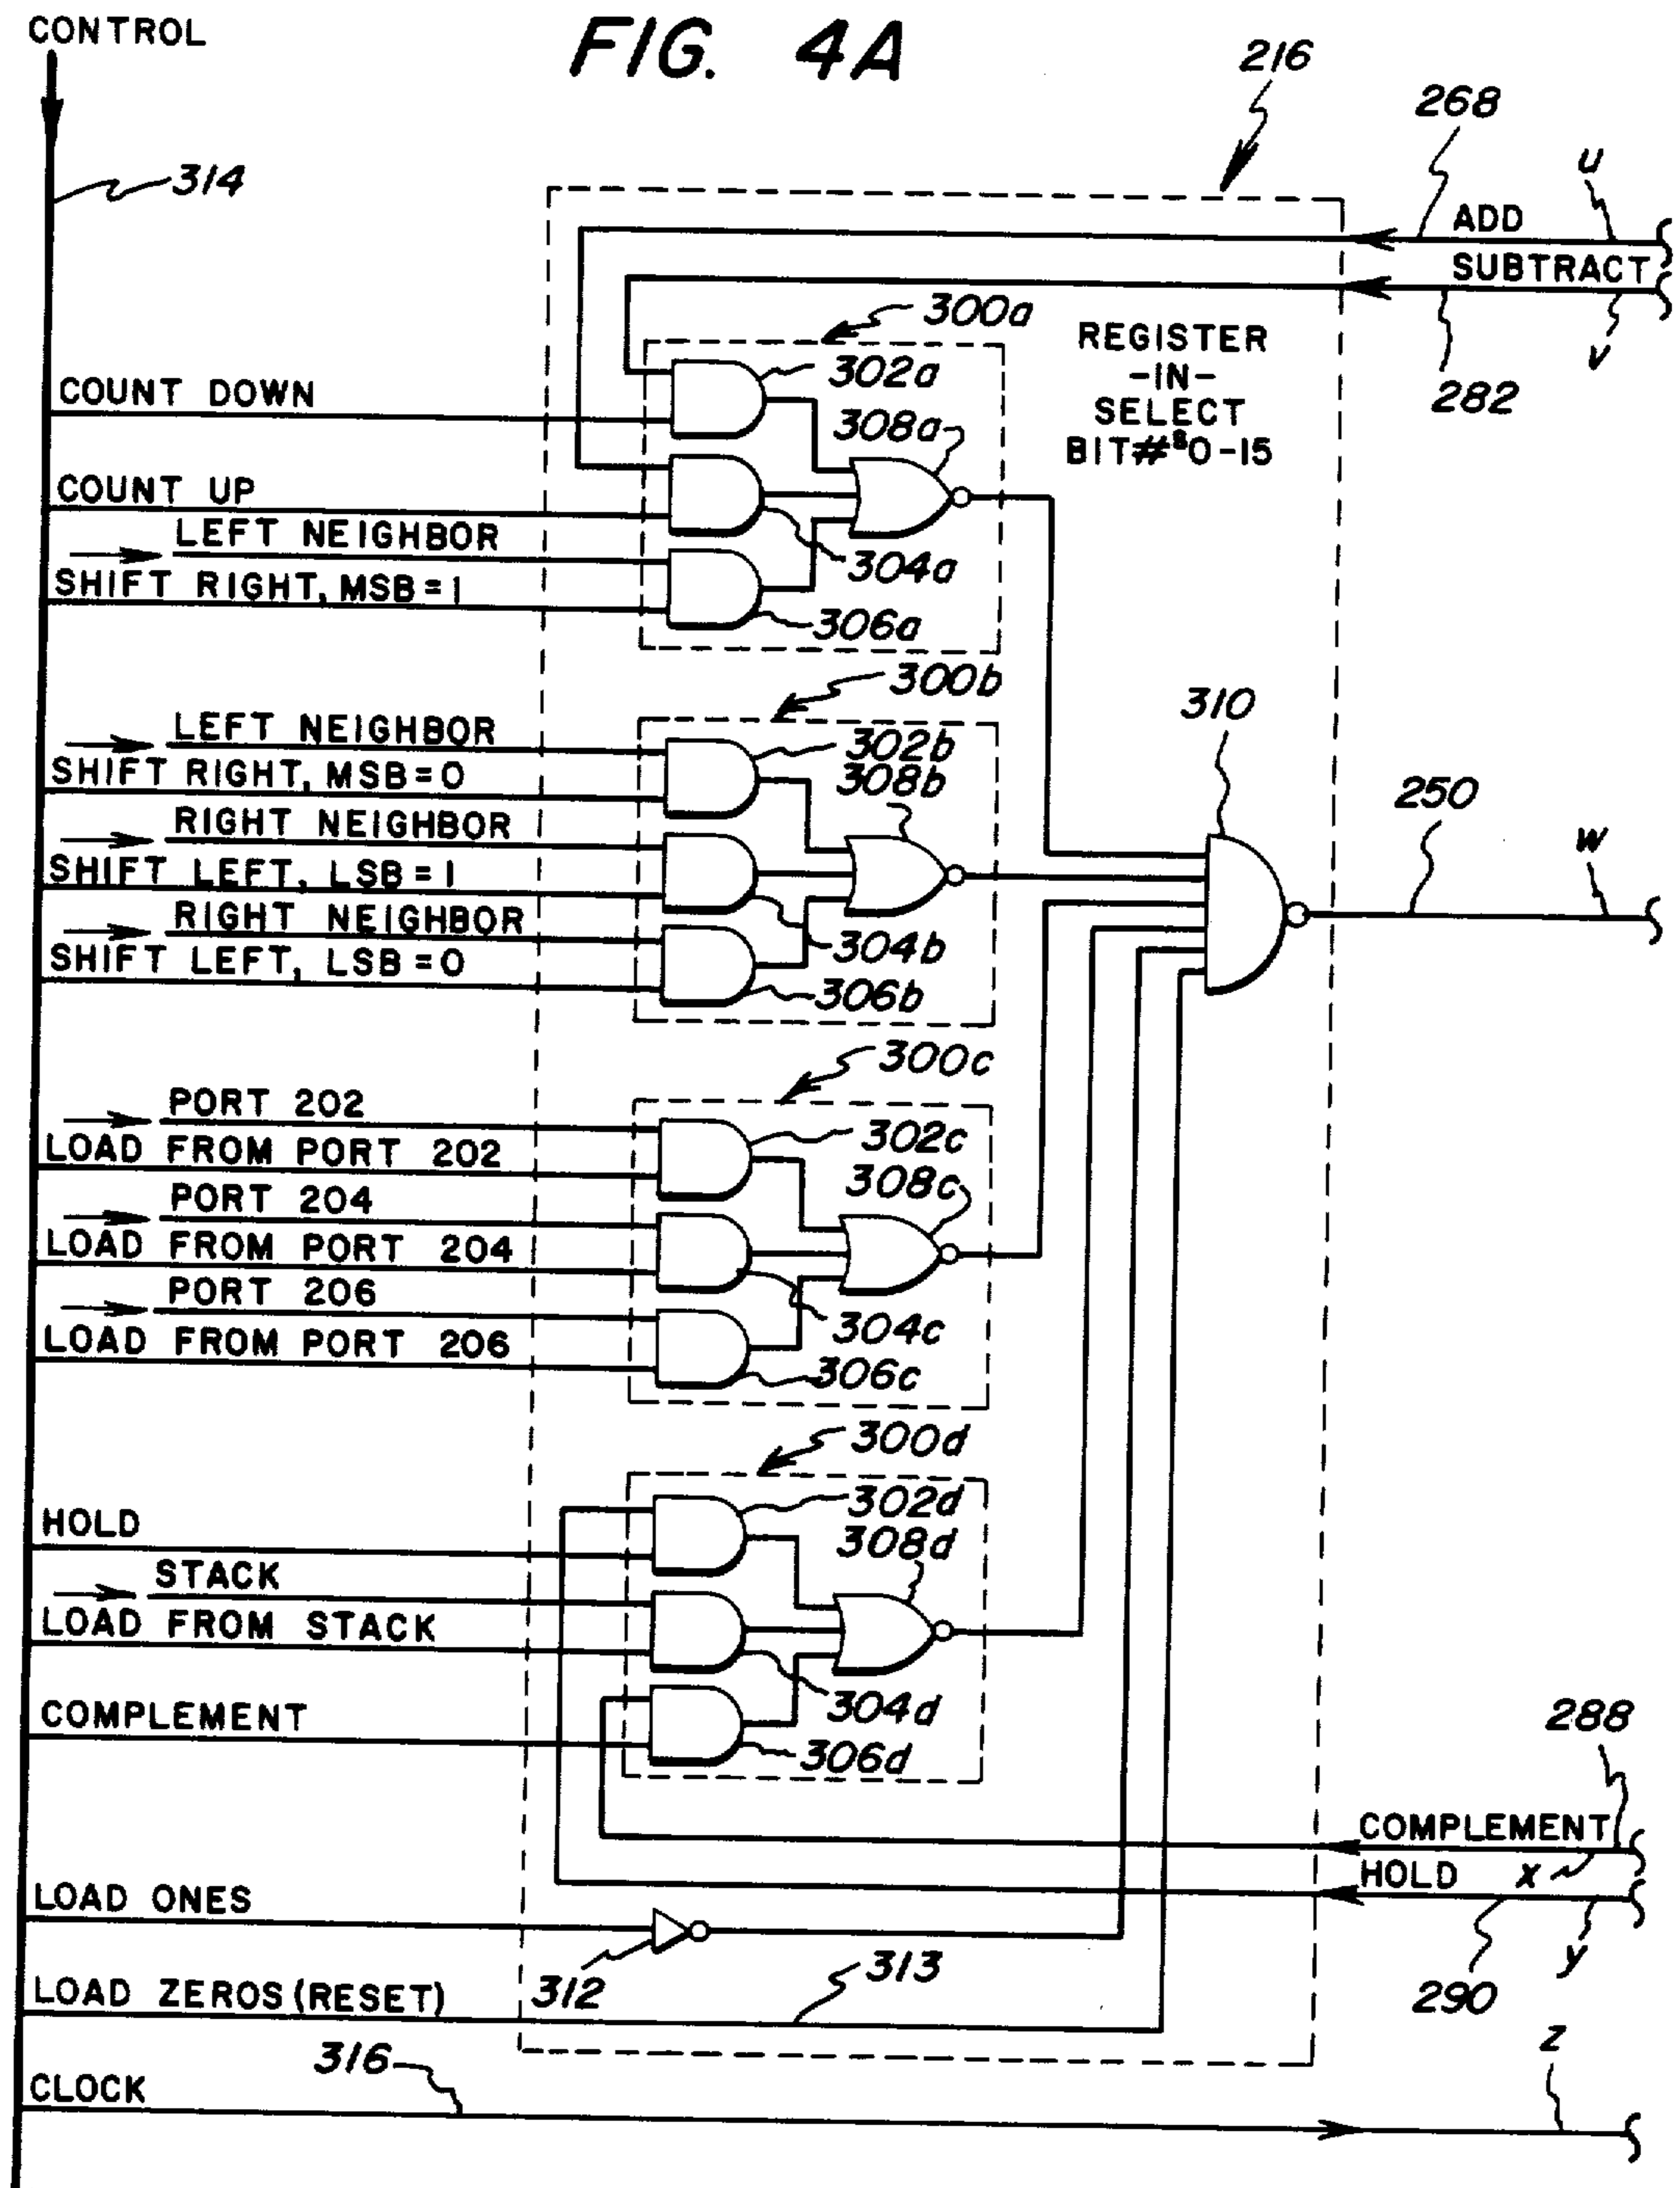 CONTROL
FIG. 4A
216
268
u
314
ADD
SUBTRACT
300a
REGISTER
-IN-
SELECT
BIT#s0-15
v
282
302a
COUNT DOWN
308a
COUNT UP
LEFT NEIGHBOR
304a
SHIFT RIGHT, MSB=1
306a
300b
310
LEFT NEIGHBOR
302b
SHIFT RIGHT, MSB=0
308b
250
w
RIGHT NEIGHBOR
SHIFT LEFT, LSB=1
RIGHT NEIGHBOR
304b
SHIFT LEFT, LSB=0
306b
300c
PORT 202
302c
LOAD FROM PORT 202
308c
PORT 204
LOAD FROM PORT 204
PORT 206
304c
LOAD FROM PORT 206
306c
300d
302d
HOLD
308d
STACK
LOAD FROM STACK
304d
COMPLEMENT
306d
288
COMPLEMENT
HOLD
x
LOAD ONES
y
312
313
290
LOAD ZEROS(RESET)
z
316
CLOCK